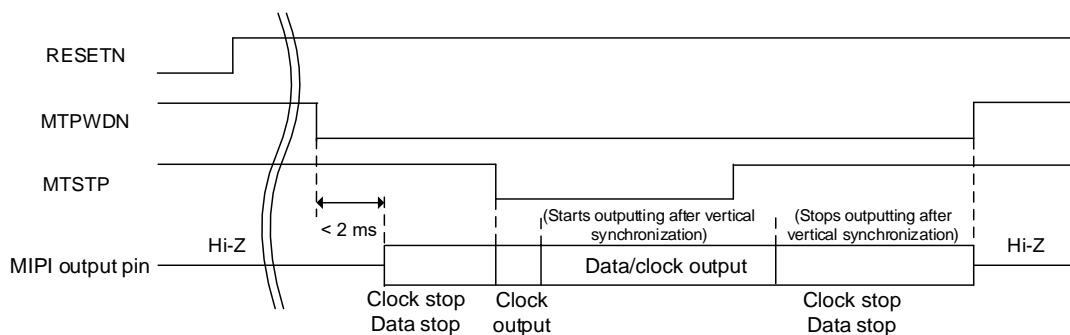 RESETN
MTPWDN
MTSTP
(Starts outputting after vertical
synchronization)
(Stops outputting after
vertical synchronization)
< 2 ms
Hi-Z
Hi-Z
MIPI output pin
Data/clock output
Clock stop
Data stop
Clock
output
Clock stop
Data stop